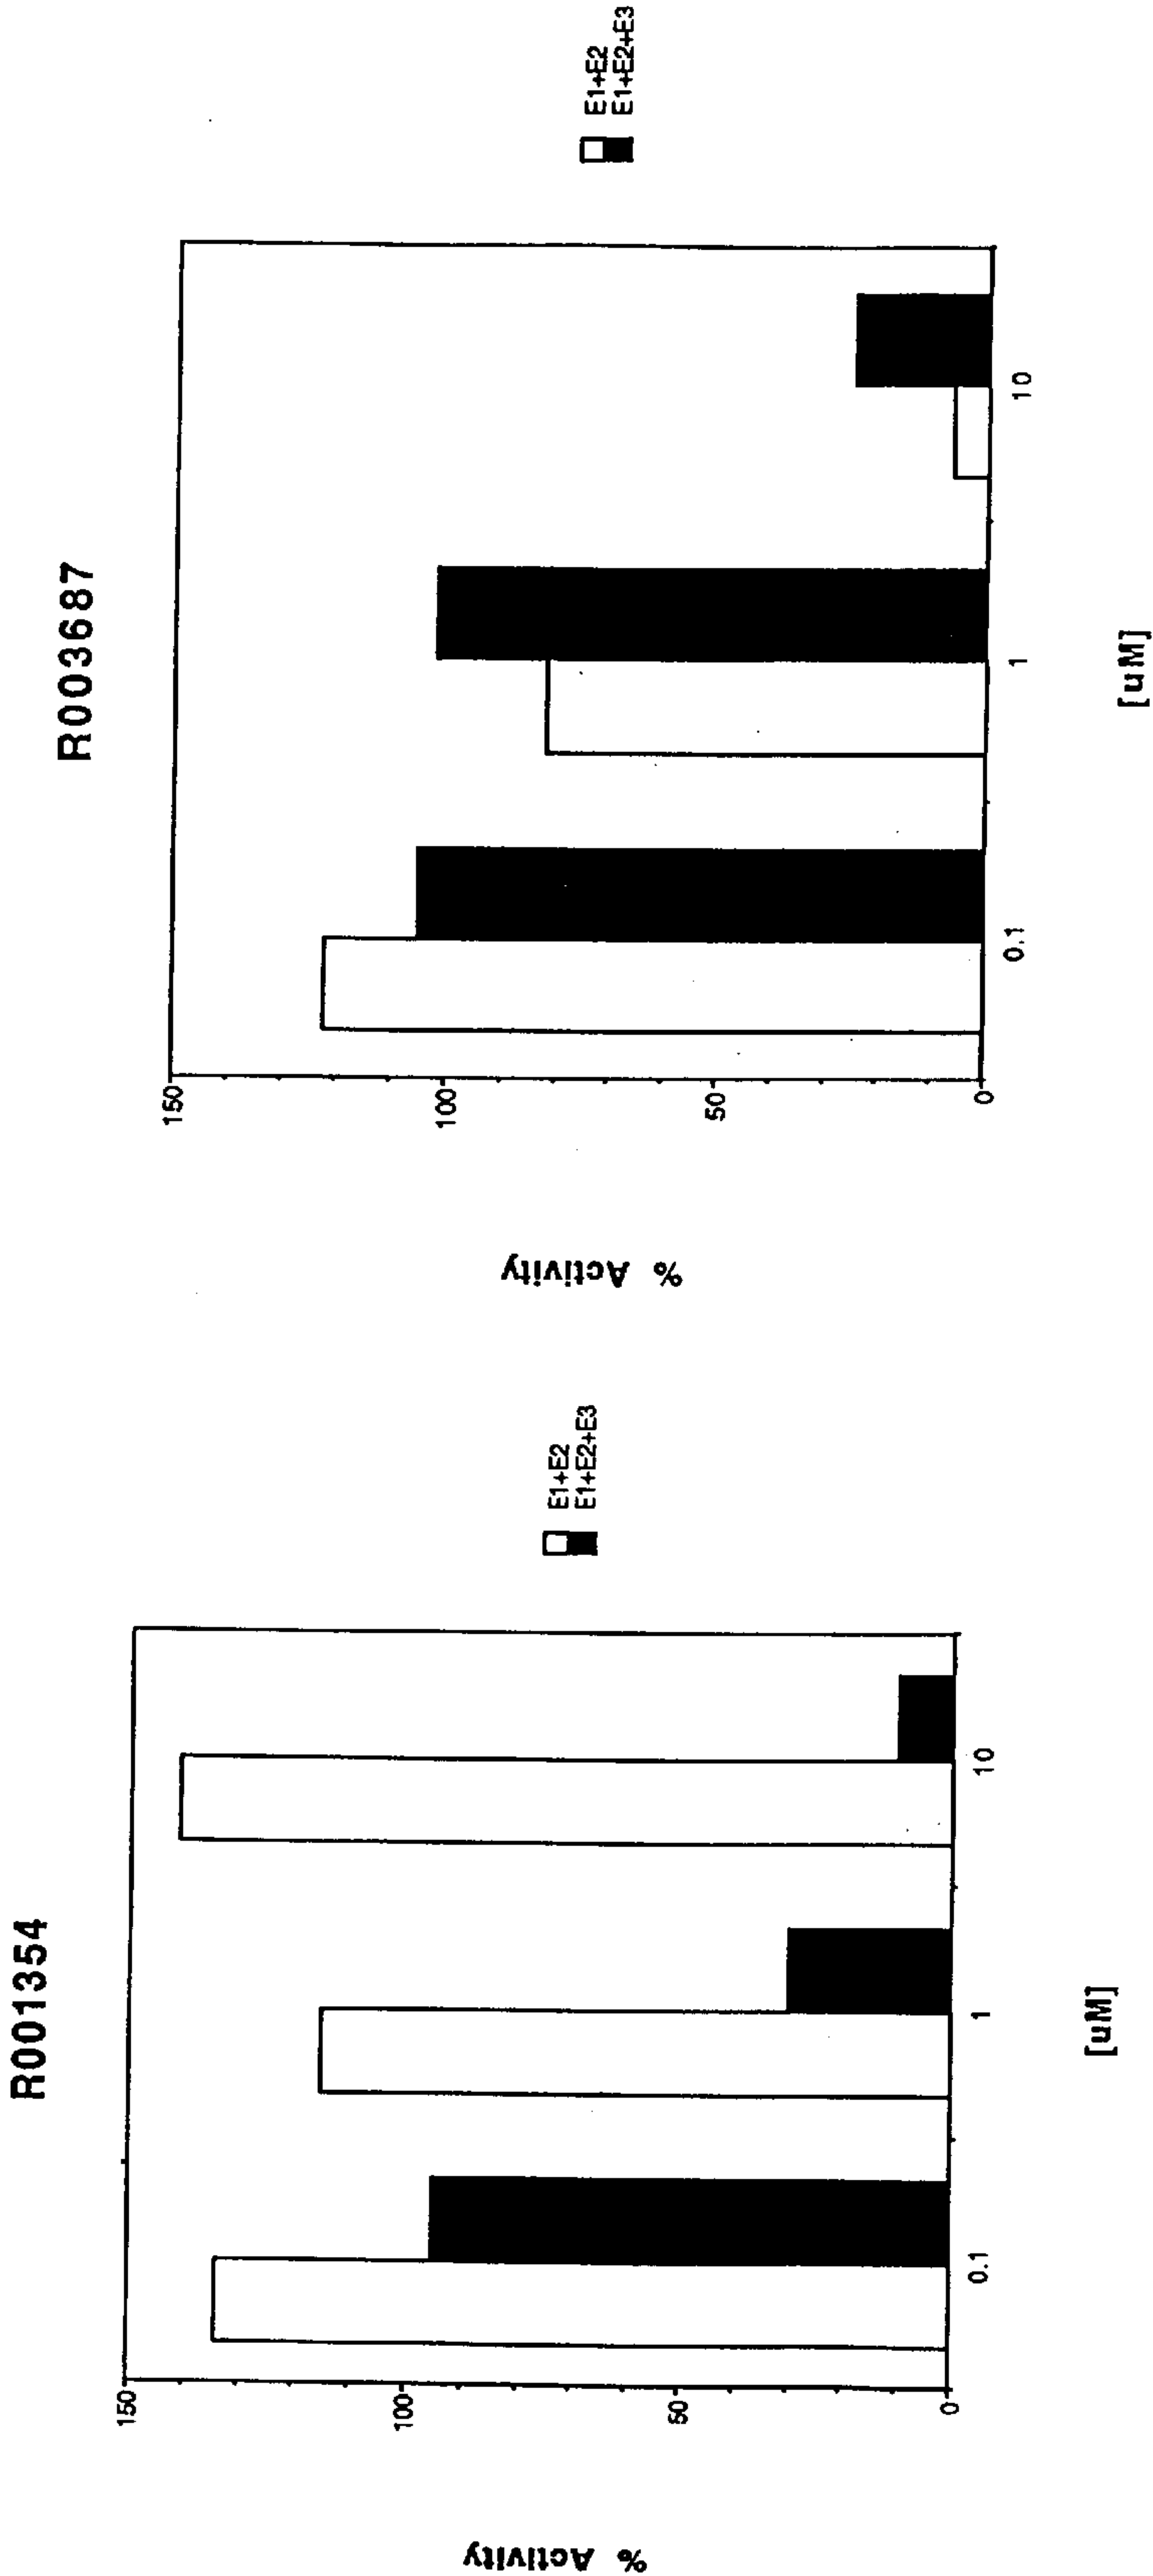 R001354
% Activity
150
100
50
0
0.1
1
10
[uM]
E1+E2
E1+E2+E3
R003687
% Activity
150
100
50
0
0.1
1
10
[uM]
E1+E2
E1+E2+E3